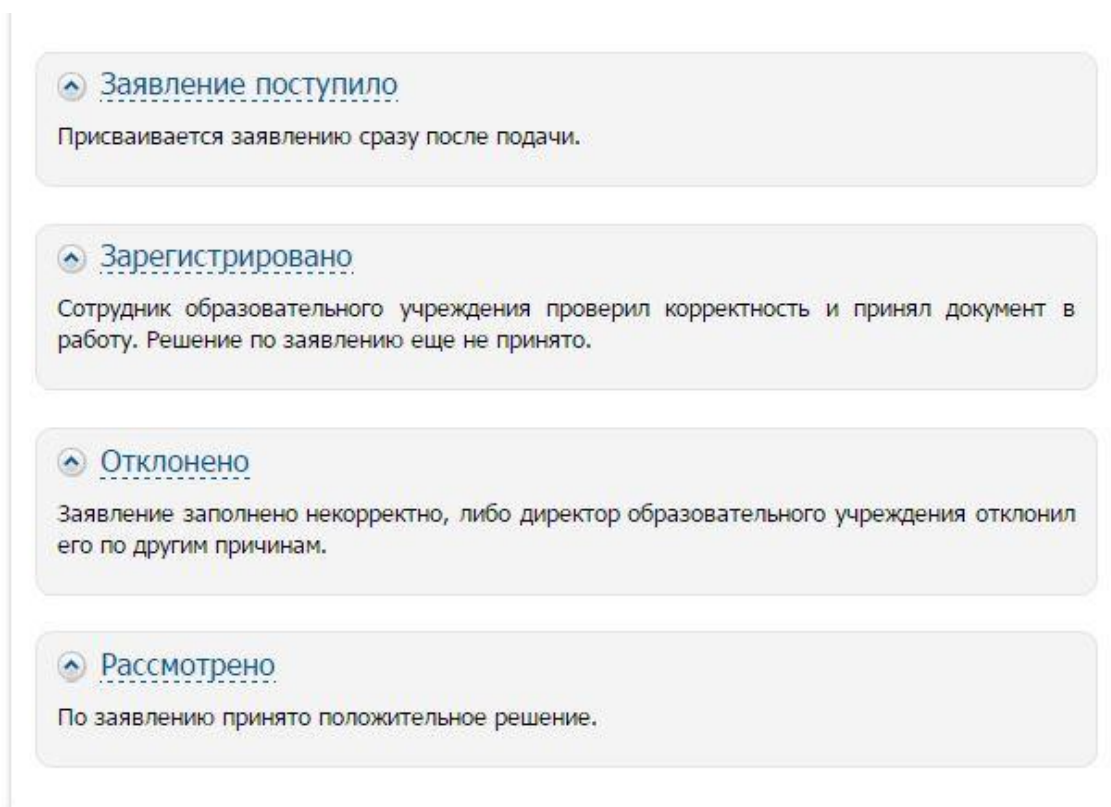 Заявление поступило
Присваивается заявлению сразу после подачи.
Зарегистрировано
Сотрудник образовательного учреждения проверил корректность и принял документ в
работу. Решение по заявлению еще не принято.
Отклонено
Заявление заполнено некорректно, либо директор образовательного учреждения отклонил
его по другим причинам.
Рассмотрено
По заявлению принято положительное решение.